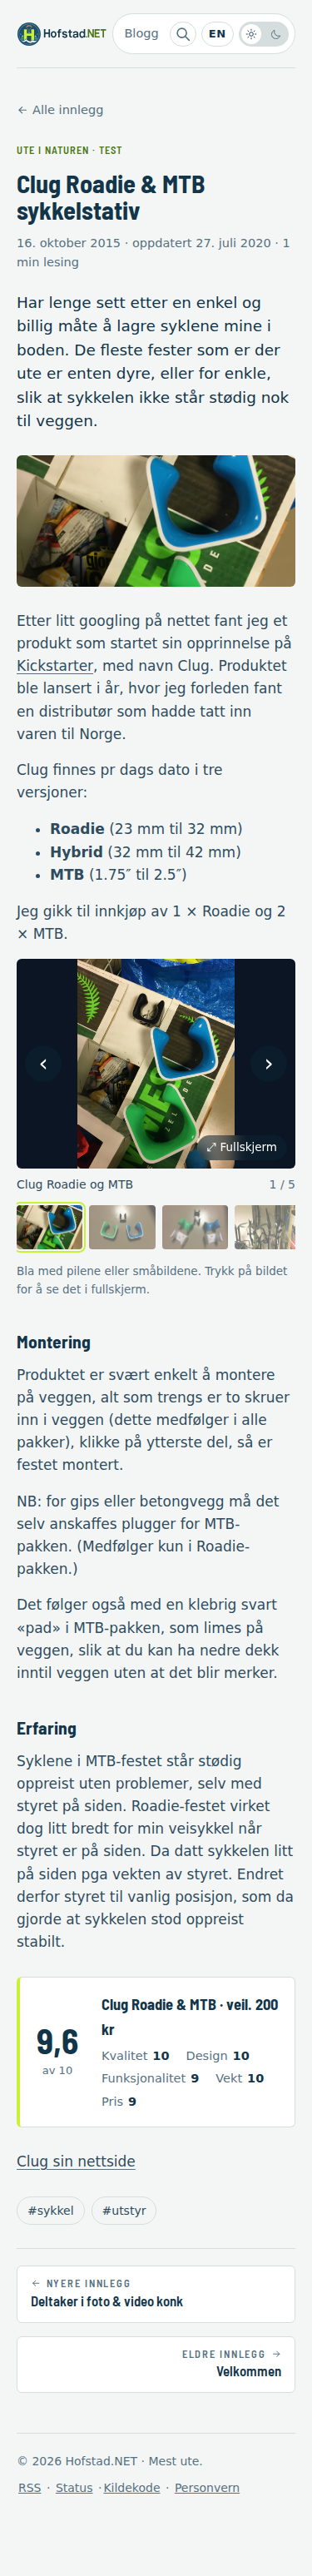 Hofstad.NET Blogg EN
← Alle innlegg
UTE I NATUREN · TEST
Clug Roadie & MTB
sykkelstativ
16. oktober 2015 · oppdatert 27. juli 2020 · 1
min lesing
Har lenge sett etter en enkel og
billig måte å lagre syklene mine i
boden. De fleste fester som er der
ute er enten dyre, eller for enkle,
slik at sykkelen ikke står stødig nok
til veggen.
Etter litt googling på nettet fant jeg et
produkt som startet sin opprinnelse på
Kickstarter, med navn Clug. Produktet
ble lansert i år, hvor jeg forleden fant
en distributør som hadde tatt inn
varen til Norge.
Clug finnes pr dags dato i tre
versjoner:
• Roadie (23 mm til 32 mm)
• Hybrid (32 mm til 42 mm)
• MTB (1.75″ til 2.5″)
Jeg gikk til innkjøp av 1 × Roadie og 2
× MTB.
‹ ›
⤢ Fullskjerm
Clug Roadie og MTB 1 / 5
Bla med pilene eller småbildene. Trykk på bildet
for å se det i fullskjerm.
Montering
Produktet er svært enkelt å montere
på veggen, alt som trengs er to skruer
inn i veggen (dette medfølger i alle
pakker), klikke på ytterste del, så er
festet montert.
NB: for gips eller betongvegg må det
selv anskaffes plugger for MTB-
pakken. (Medfølger kun i Roadie-
pakken.)
Det følger også med en klebrig svart
«pad» i MTB-pakken, som limes på
veggen, slik at du kan ha nedre dekk
inntil veggen uten at det blir merker.
Erfaring
Syklene i MTB-festet står stødig
oppreist uten problemer, selv med
styret på siden. Roadie-festet virket
dog litt bredt for min veisykkel når
styret er på siden. Da datt sykkelen litt
på siden pga vekten av styret. Endret
derfor styret til vanlig posisjon, som da
gjorde at sykkelen stod oppreist
stabilt.
9,6
av 10
Clug Roadie & MTB · veil. 200
kr
Kvalitet 10 Design 10
Funksjonalitet 9 Vekt 10
Pris 9
Clug sin nettside
#sykkel #utstyr
← NYERE INNLEGG
Deltaker i foto & video konk
ELDRE INNLEGG →
Velkommen
© 2026 Hofstad.NET · Mest ute.
RSS · Status · Kildekode · Personvern